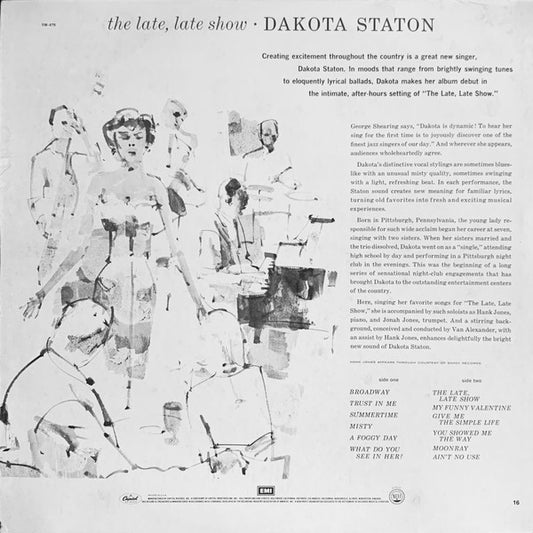 the late, late show · DAKOTA STATON
Creating excitement throughout the country is a great new singer,
Dakota Staton. In moods that range from brightly swinging tunes
to eloquently lyrical ballads, Dakota makes her album debut in
the intimate, after-hours setting of "The Late, Late Show."
George Shearing says, "Dakota is dynamic! To hear her
sing for the first time is to joyously discover one of the
finest jazz singers of our day." And wherever she appears,
audiences wholeheartedly agree.
Dakota's distinctive vocal stylings are sometimes blues-
like with an unusual misty quality, sometimes swinging
with a light, refreshing beat. In each performance, the
Staton sound creates new meaning for familiar lyrics,
turning old favorites into fresh and exciting musical
experiences.
Born in Pittsburgh, Pennsylvania, the young lady re-
sponsible for such wide acclaim began her career at seven,
singing with two sisters. When her sisters married and
the trio dissolved, Dakota went on as a "single," attending
high school by day and performing in a Pittsburgh night
club in the evenings. This was the beginning of a long
series of sensational night-club engagements that has
brought Dakota to the outstanding entertainment centers
of the country.
Here, singing her favorite songs for "The Late, Late
Show," she is accompanied by such soloists as Hank Jones,
piano, and Jonah Jones, trumpet. And a stirring back-
ground, conceived and conducted by Van Alexander, with
an assist by Hank Jones, enhances delightfully the bright
new sound of Dakota Staton.
HANK JONES APPEARS THROUGH COURTESY OF SAVOY RECORDS
side one
BROADWAY
TRUST IN ME
SUMMERTIME
MISTY
A FOGGY DAY
WHAT DO YOU
SEE IN HER?
side two
THE LATE,
LATE SHOW
MY FUNNY VALENTINE
GIVE ME
THE SIMPLE LIFE
YOU SHOWED ME
THE WAY
MOONRAY
AIN'T NO USE
Capitol
EMI
16